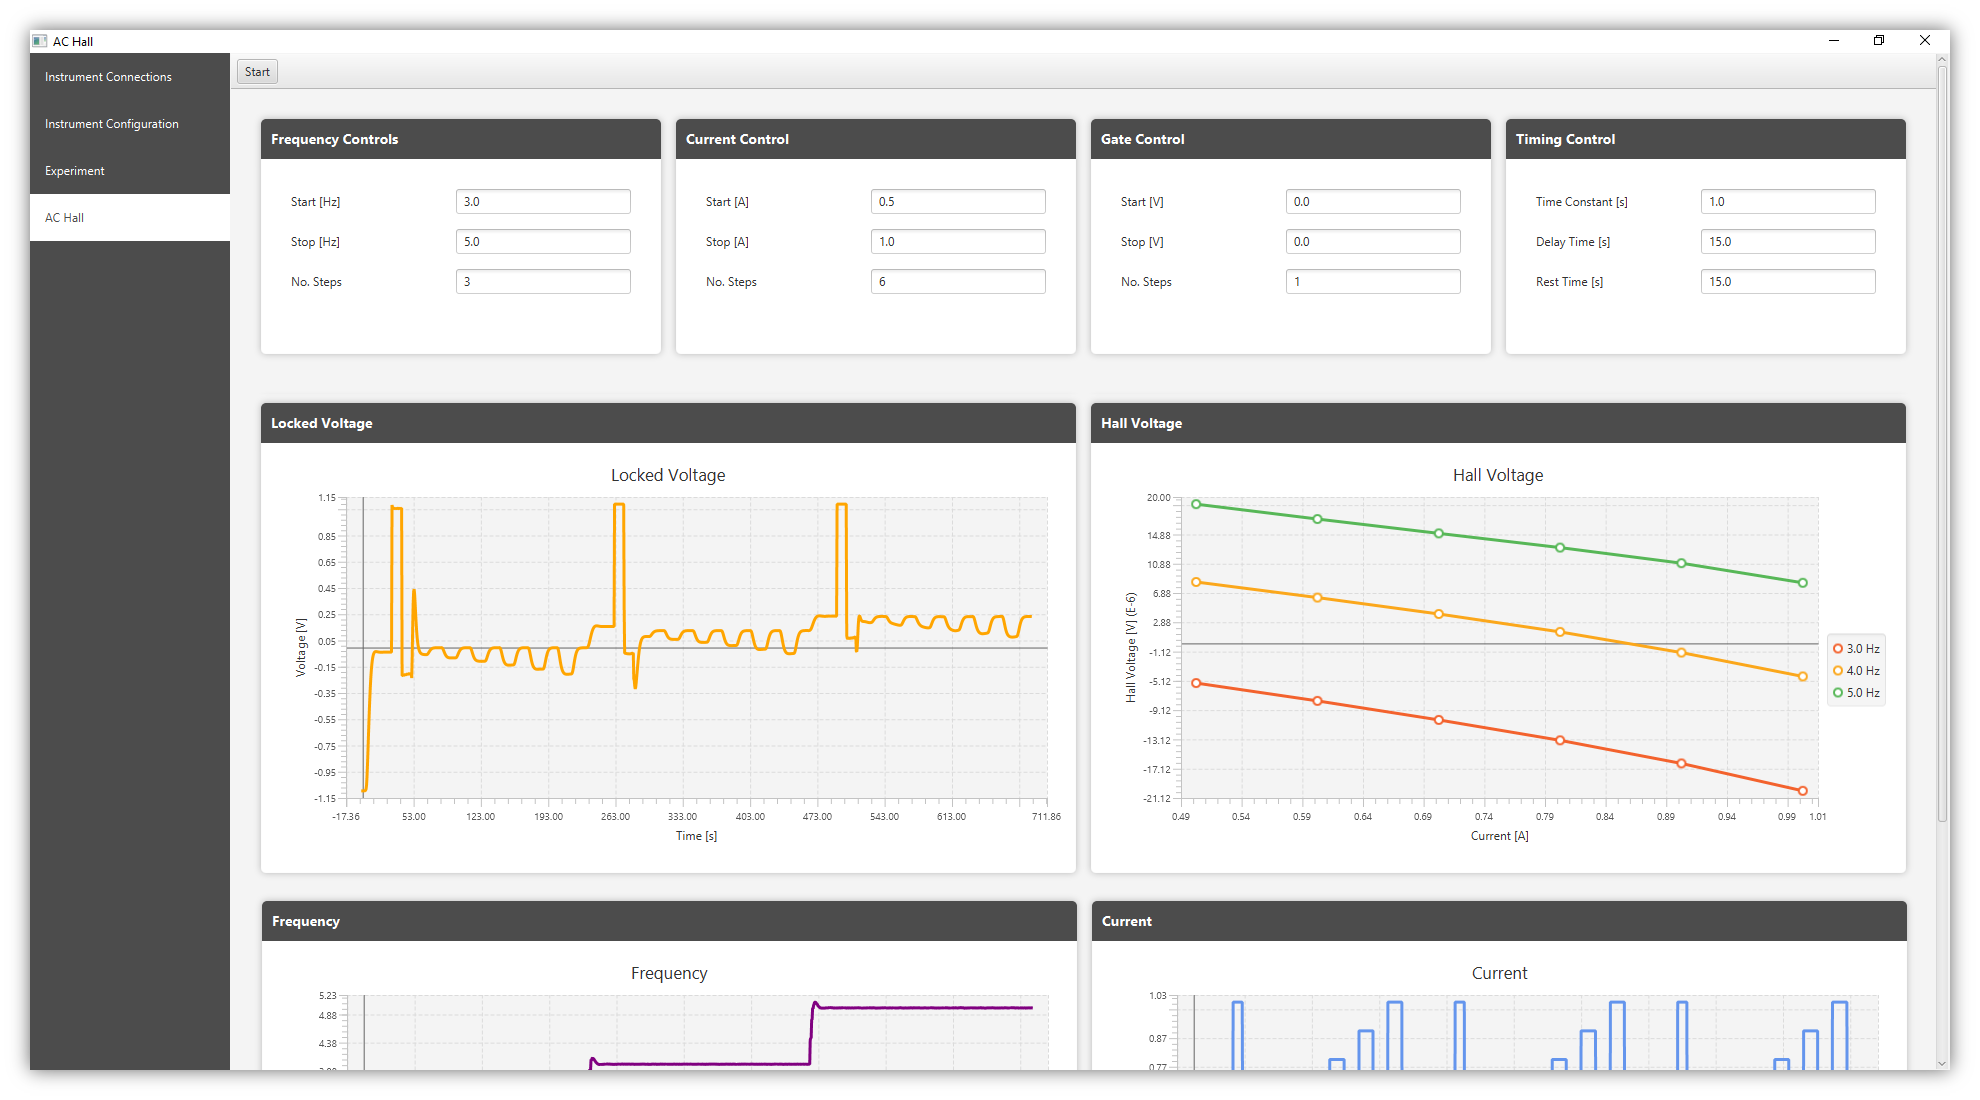 AC Hall
Instrument Connections
Instrument Configuration
Experiment
AC Hall
Start
Frequency Controls
Start [Hz] 3.0
Stop [Hz] 5.0
No. Steps 3
Current Control
Start [A] 0.5
Stop [A] 1.0
No. Steps 6
Gate Control
Start [V] 0.0
Stop [V] 0.0
No. Steps 1
Timing Control
Time Constant [s] 1.0
Delay Time [s] 15.0
Rest Time [s] 15.0
Locked Voltage
Locked Voltage
Voltage [V]
1.15
0.85
0.65
0.45
0.25
0.05
-0.15
-0.35
-0.55
-0.75
-0.95
-1.15
-17.36 53.00 123.00 193.00 263.00 333.00 403.00 473.00 543.00 613.00 711.86
Time [s]
Hall Voltage
Hall Voltage
Hall Voltage [V] (E-6)
20.00
14.88
10.88
6.88
2.88
-1.12
-5.12
-9.12
-13.12
-17.12
-21.12
0.49 0.54 0.59 0.64 0.69 0.74 0.79 0.84 0.89 0.94 0.99 1.01
Current [A]
3.0 Hz
4.0 Hz
5.0 Hz
Frequency
Frequency
5.23
4.88
4.38
Current
Current
1.03
0.87
0.77